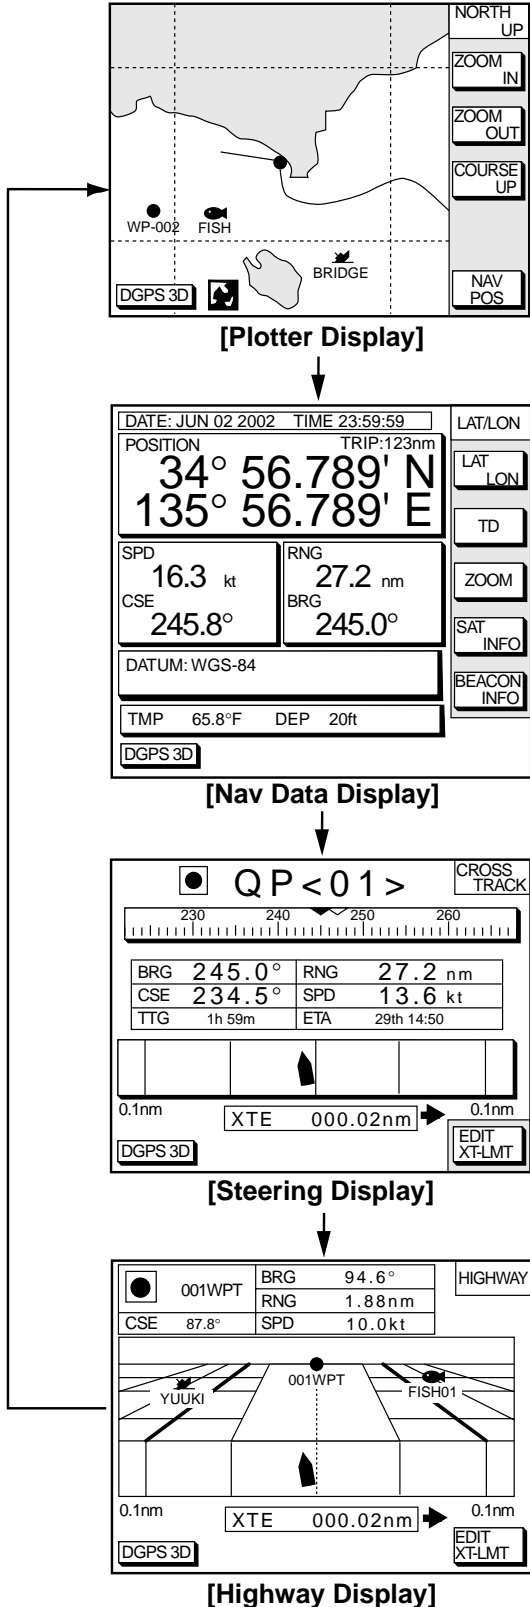 NORTH
UP
ZOOM
IN
ZOOM
OUT
COURSE
UP
WP-002 FISH
BRIDGE
DGPS 3D
NAV
POS
[Plotter Display]
DATE: JUN 02 2002 TIME 23:59:59
LAT/LON
POSITION TRIP:123nm
34° 56.789' N
135° 56.789' E
LAT
LON
TD
ZOOM
SAT
INFO
BEACON
INFO
SPD
16.3 kt
CSE
245.8°
RNG
27.2 nm
BRG
245.0°
DATUM: WGS-84
TMP 65.8°F DEP 20ft
DGPS 3D
[Nav Data Display]
QP<01>
CROSS
TRACK
230 240 250 260
BRG 245.0° RNG 27.2 nm
CSE 234.5° SPD 13.6 kt
TTG 1h 59m ETA 29th 14:50
0.1nm 0.1nm
XTE 000.02nm
DGPS 3D
EDIT
XT-LMT
[Steering Display]
001WPT
BRG 94.6°
RNG 1.88nm
CSE 87.8° SPD 10.0kt
HIGHWAY
001WPT
YUUKI FISH01
0.1nm 0.1nm
XTE 000.02nm
DGPS 3D
EDIT
XT-LMT
[Highway Display]